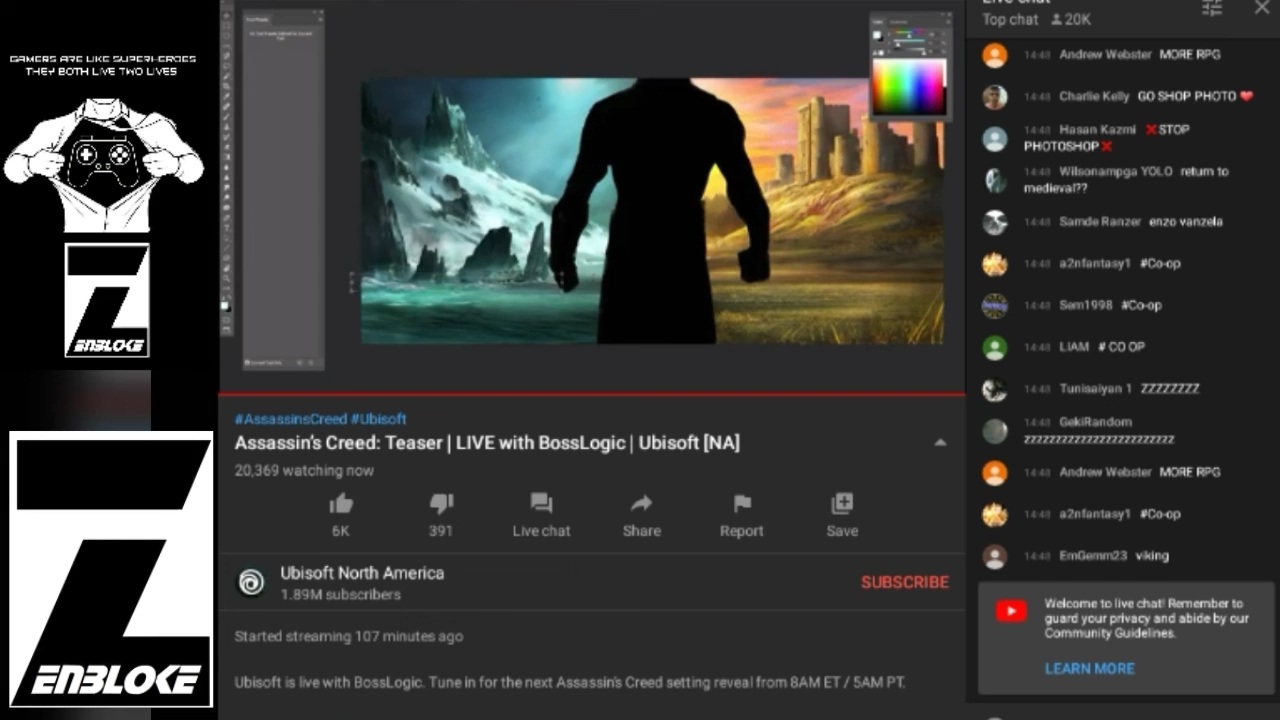 GAMERS ARE LIKE SUPERHEROES
THEY BOTH LIVE TWO LIVES
ZENBLOKE
ZENBLOKE
#AssassinsCreed #Ubisoft
Assassin's Creed: Teaser | LIVE with BossLogic | Ubisoft [NA]
20,369 watching now
6K
391
Live chat
Share
Report
Save
Ubisoft North America
1.89M subscribers
SUBSCRIBE
Started streaming 107 minutes ago
Ubisoft is live with BossLogic. Tune in for the next Assassin's Creed setting reveal from 8AM ET / 5AM PT.
Live chat
Top chat 20K
14:48 Andrew Webster MORE RPG
14:48 Charlie Kelly GO SHOP PHOTO ❤
14:48 Hasan Kazmi ❌STOP
PHOTOSHOP❌
14:48 Wilsonampga YOLO return to
medieval??
14:48 Samde Ranzer enzo vanzela
14:48 a2nfantasy1 #Co-op
14:48 Sem1998 #Co-op
14:48 LIAM # CO OP
14:48 Tunisaiyan 1 ZZZZZZZZ
14:48 GekiRandom
14:48 Andrew Webster MORE RPG
14:48 a2nfantasy1 #Co-op
14:48 EmGemm23 viking
Welcome to live chat! Remember to
guard your privacy and abide by our
Community Guidelines.
LEARN MORE